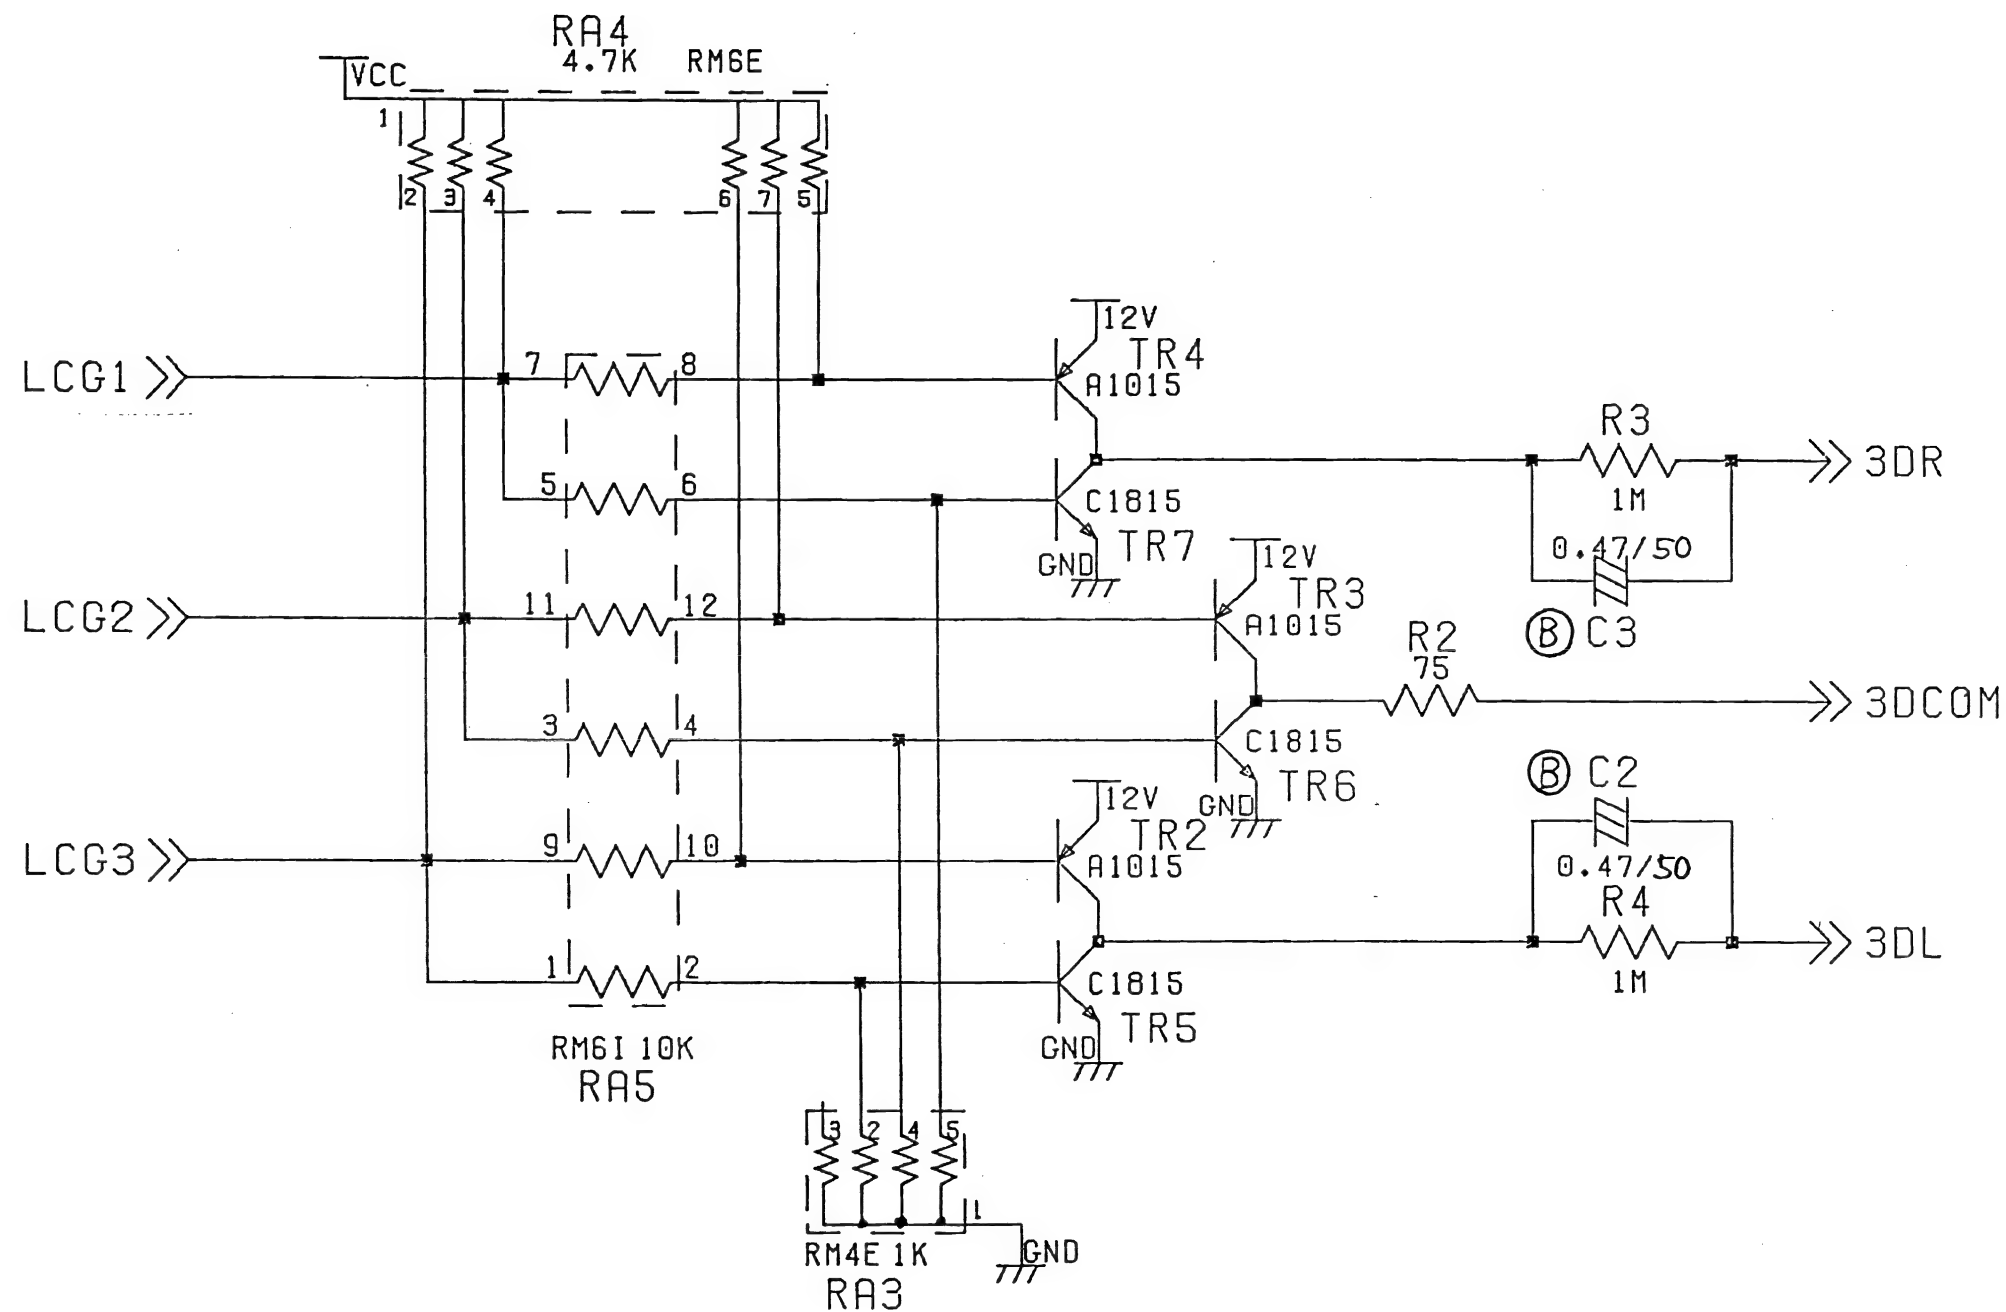 RA4
4.7K RM6E
VCC
1
2 3 4 6 7 5
12V
TR4
LCG1 7 8 A1015
R3
3DR
5 6 C1815 1M
TR7
GND 0.47/50
12V
TR3
LCG2 11 12 A1015
B C3
R2
75
3DCOM
3 4 C1815
B C2
TR6
12V GND
TR2
LCG3 9 10 A1015
0.47/50
R4
3DL
1 2 C1815 1M
TR5
GND
RM6I 10K
RA5
3 2 4 5
1
RM4E 1K GND
RA3